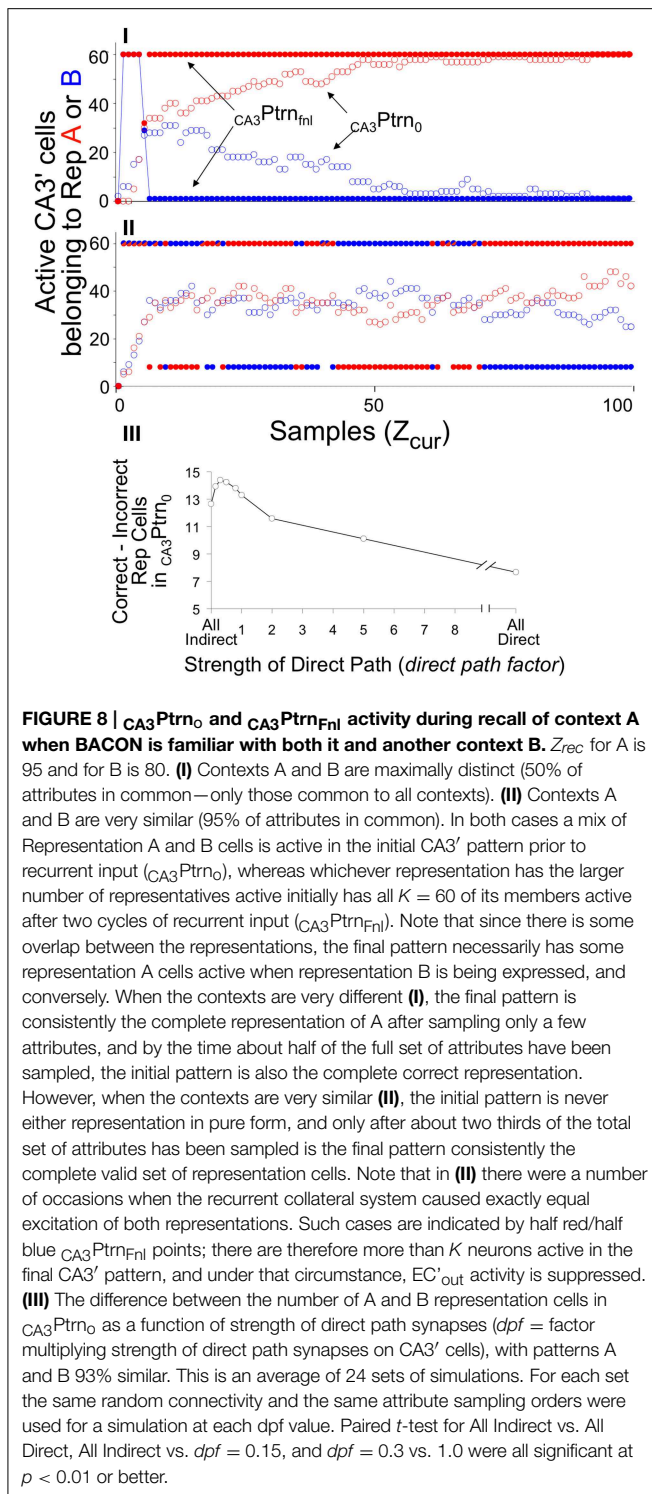 I
60
40
20
0
CA3Ptrnfnl
CA3Ptrn0
II
60
40
20
0
Active CA3' cells
belonging to Rep A or B
0
50
100
III
Samples (Zcur)
15
13
11
9
7
5
Correct - Incorrect
Rep Cells
in CA3Ptrn0
All
Indirect
1 2 3 4 5 6 7 8
All
Direct
Strength of Direct Path (direct path factor)
FIGURE 8 | CA3Ptrno and CA3PtrnFnl activity during recall of context A
when BACON is familiar with both it and another context B. Zrec for A is
95 and for B is 80. (I) Contexts A and B are maximally distinct (50% of
attributes in common—only those common to all contexts). (II) Contexts A
and B are very similar (95% of attributes in common). In both cases a mix of
Representation A and B cells is active in the initial CA3′ pattern prior to
recurrent input (CA3Ptrno), whereas whichever representation has the larger
number of representatives active initially has all K = 60 of its members active
after two cycles of recurrent input (CA3PtrnFnl). Note that since there is some
overlap between the representations, the final pattern necessarily has some
representation A cells active when representation B is being expressed, and
conversely. When the contexts are very different (I), the final pattern is
consistently the complete representation of A after sampling only a few
attributes, and by the time about half of the full set of attributes have been
sampled, the initial pattern is also the complete correct representation.
However, when the contexts are very similar (II), the initial pattern is never
either representation in pure form, and only after about two thirds of the total
set of attributes has been sampled is the final pattern consistently the
complete valid set of representation cells. Note that in (II) there were a number
of occasions when the recurrent collateral system caused exactly equal
excitation of both representations. Such cases are indicated by half red/half
blue CA3PtrnFnl points; there are therefore more than K neurons active in the
final CA3′ pattern, and under that circumstance, EC'out activity is suppressed.
(III) The difference between the number of A and B representation cells in
CA3Ptrno as a function of strength of direct path synapses (dpf = factor
multiplying strength of direct path synapses on CA3′ cells), with patterns A
and B 93% similar. This is an average of 24 sets of simulations. For each set
the same random connectivity and the same attribute sampling orders were
used for a simulation at each dpf value. Paired t-test for All Indirect vs. All
Direct, All Indirect vs. dpf = 0.15, and dpf = 0.3 vs. 1.0 were all significant at
p < 0.01 or better.